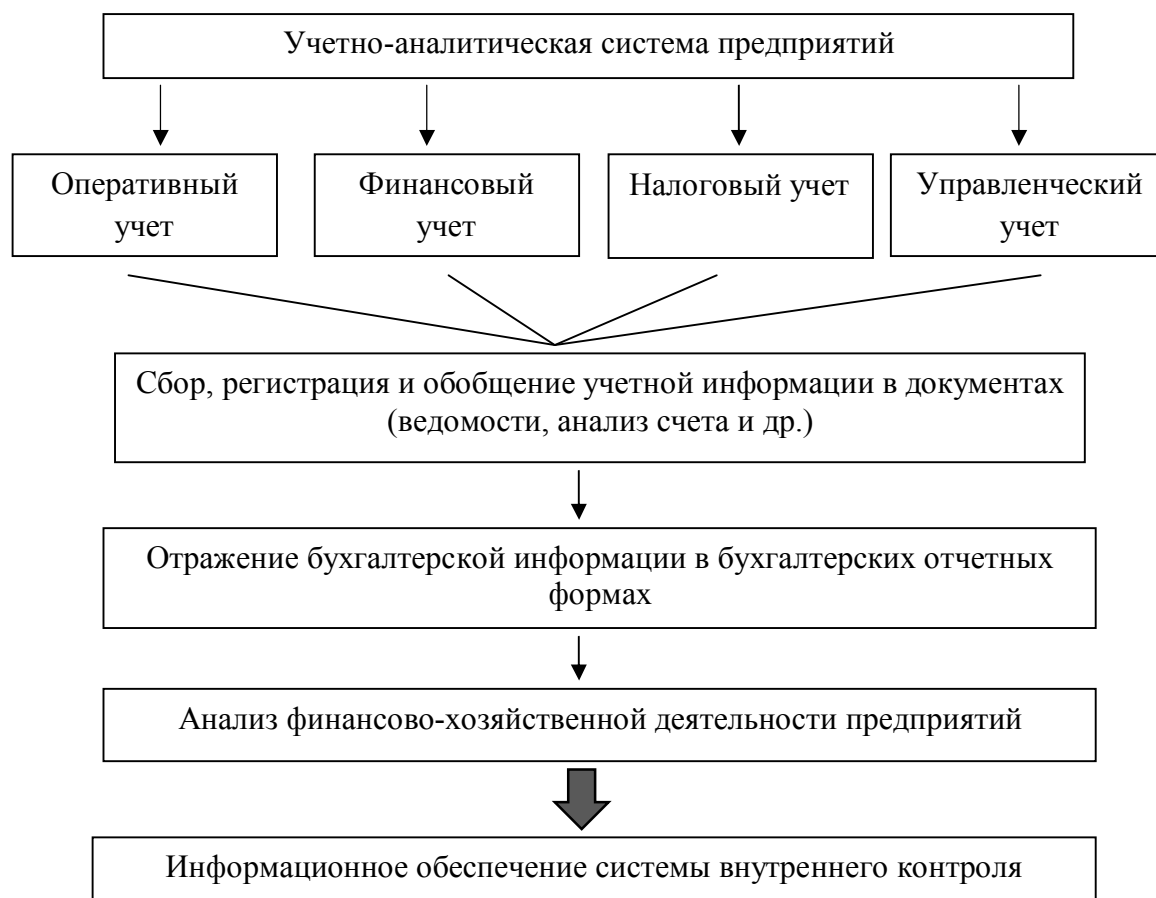 Учетно-аналитическая система предприятий
Оперативный
учет
Финансовый
учет
Налоговый учет
Управленческий
учет
Сбор, регистрация и обобщение учетной информации в документах
(ведомости, анализ счета и др.)
Отражение бухгалтерской информации в бухгалтерских отчетных
формах
Анализ финансово-хозяйственной деятельности предприятий
Информационное обеспечение системы внутреннего контроля